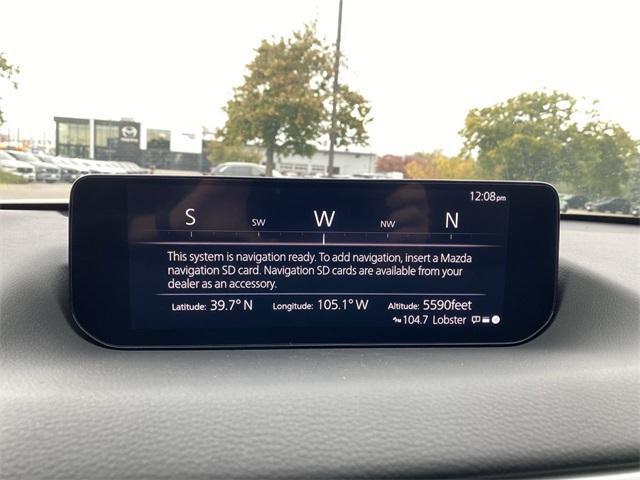 12:08pm
S SW W NW N
This system is navigation ready. To add navigation, insert a Mazda
navigation SD card. Navigation SD cards are available from your
dealer as an accessory.
Latitude: 39.7° N Longitude: 105.1° W Altitude: 5590feet
104.7 Lobster